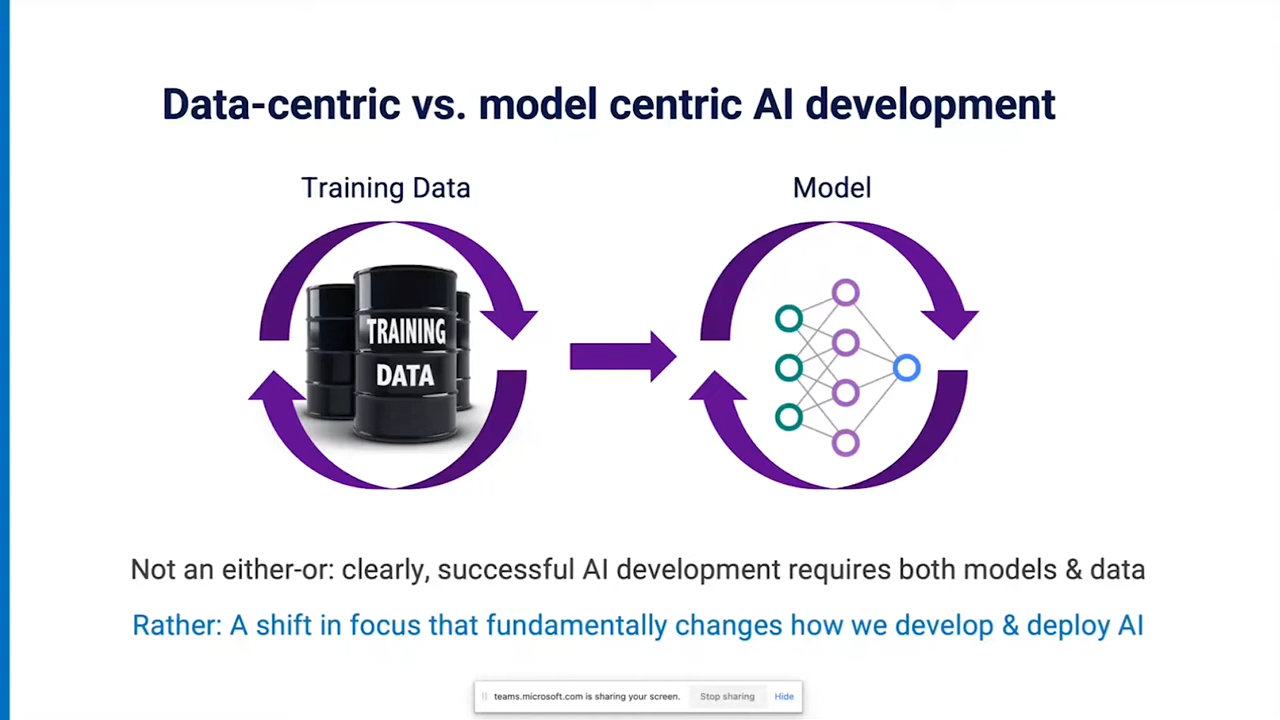 Data-centric vs. model centric AI development
Training Data
Model
TRAINING
DATA
Not an either-or: clearly, successful AI development requires both models & data
Rather: A shift in focus that fundamentally changes how we develop & deploy AI
teams.microsoft.com is sharing your screen.
Stop sharing
Hide